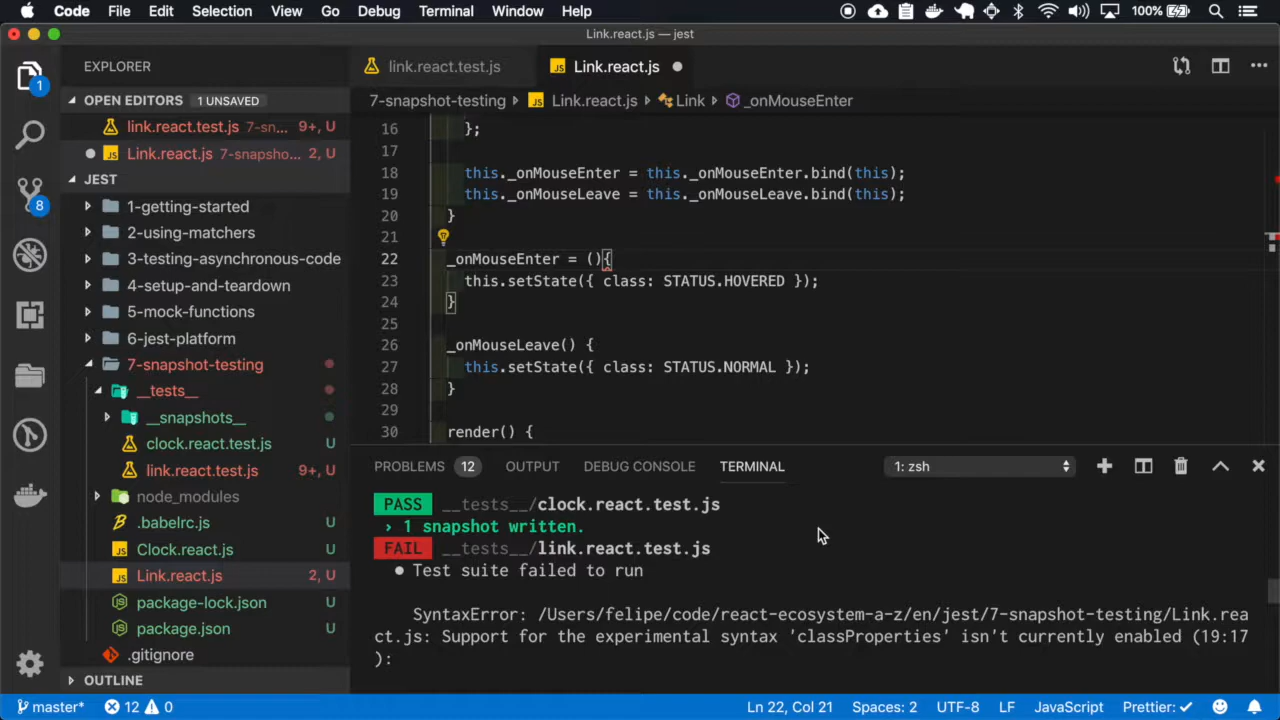 Code File Edit Selection View Go Debug Terminal Window Help 100%
Link.react.js — jest
EXPLORER
link.react.test.js
Link.react.js
OPEN EDITORS 1 UNSAVED
link.react.test.js 7-sn... 9+, U
Link.react.js 7-snapsho... 2, U
JEST
1-getting-started
2-using-matchers
3-testing-asynchronous-code
4-setup-and-teardown
5-mock-functions
6-jest-platform
7-snapshot-testing
__tests__
__snapshots__
clock.react.test.js U
link.react.test.js 9+, U
node_modules
.babelrc.js U
Clock.react.js U
Link.react.js 2, U
package-lock.json U
package.json U
.gitignore
OUTLINE
1
8
7-snapshot-testing Link.react.js Link _onMouseEnter
16 };
17
18 this._onMouseEnter = this._onMouseEnter.bind(this);
19 this._onMouseLeave = this._onMouseLeave.bind(this);
20 }
21
22 _onMouseEnter = (){
23 this.setState({ class: STATUS.HOVERED });
24 }
25
26 _onMouseLeave() {
27 this.setState({ class: STATUS.NORMAL });
28 }
29
30 render() {
PROBLEMS 12 OUTPUT DEBUG CONSOLE TERMINAL 1: zsh
PASS __tests__/clock.react.test.js
› 1 snapshot written.
FAIL __tests__/link.react.test.js
● Test suite failed to run
SyntaxError: /Users/felipe/code/react-ecosystem-a-z/en/jest/7-snapshot-testing/Link.rea
ct.js: Support for the experimental syntax 'classProperties' isn't currently enabled (19:17
):
master* 12 0 Ln 22, Col 21 Spaces: 2 UTF-8 LF JavaScript Prettier: ✓